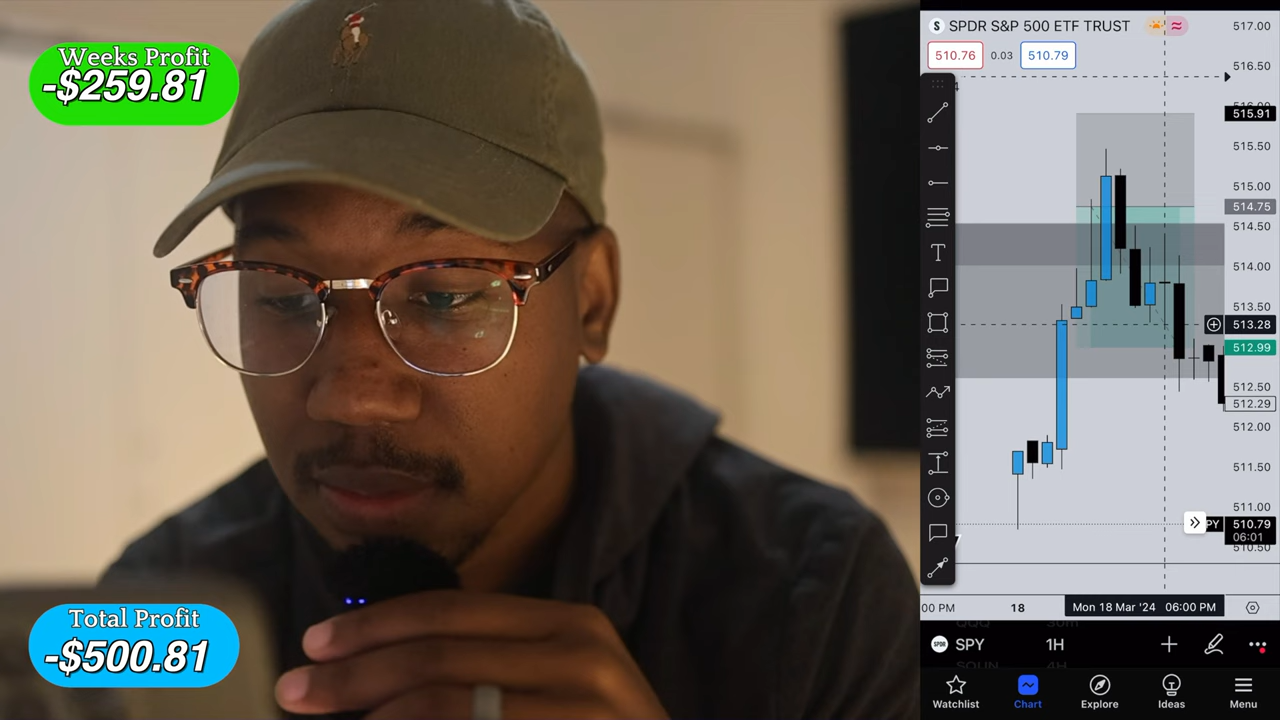 Weeks Profit
-$259.81
Total Profit
-$500.81
SPDR S&P 500 ETF TRUST
510.76
0.03
510.79
517.00
516.50
515.91
515.50
515.00
514.75
514.50
514.00
513.50
513.28
512.99
512.50
512.29
512.00
511.50
511.00
PY 510.79
06:01
510.50
00 PM
18
Mon 18 Mar '24 06:00 PM
SPY
1H
Watchlist
Chart
Explore
Ideas
Menu